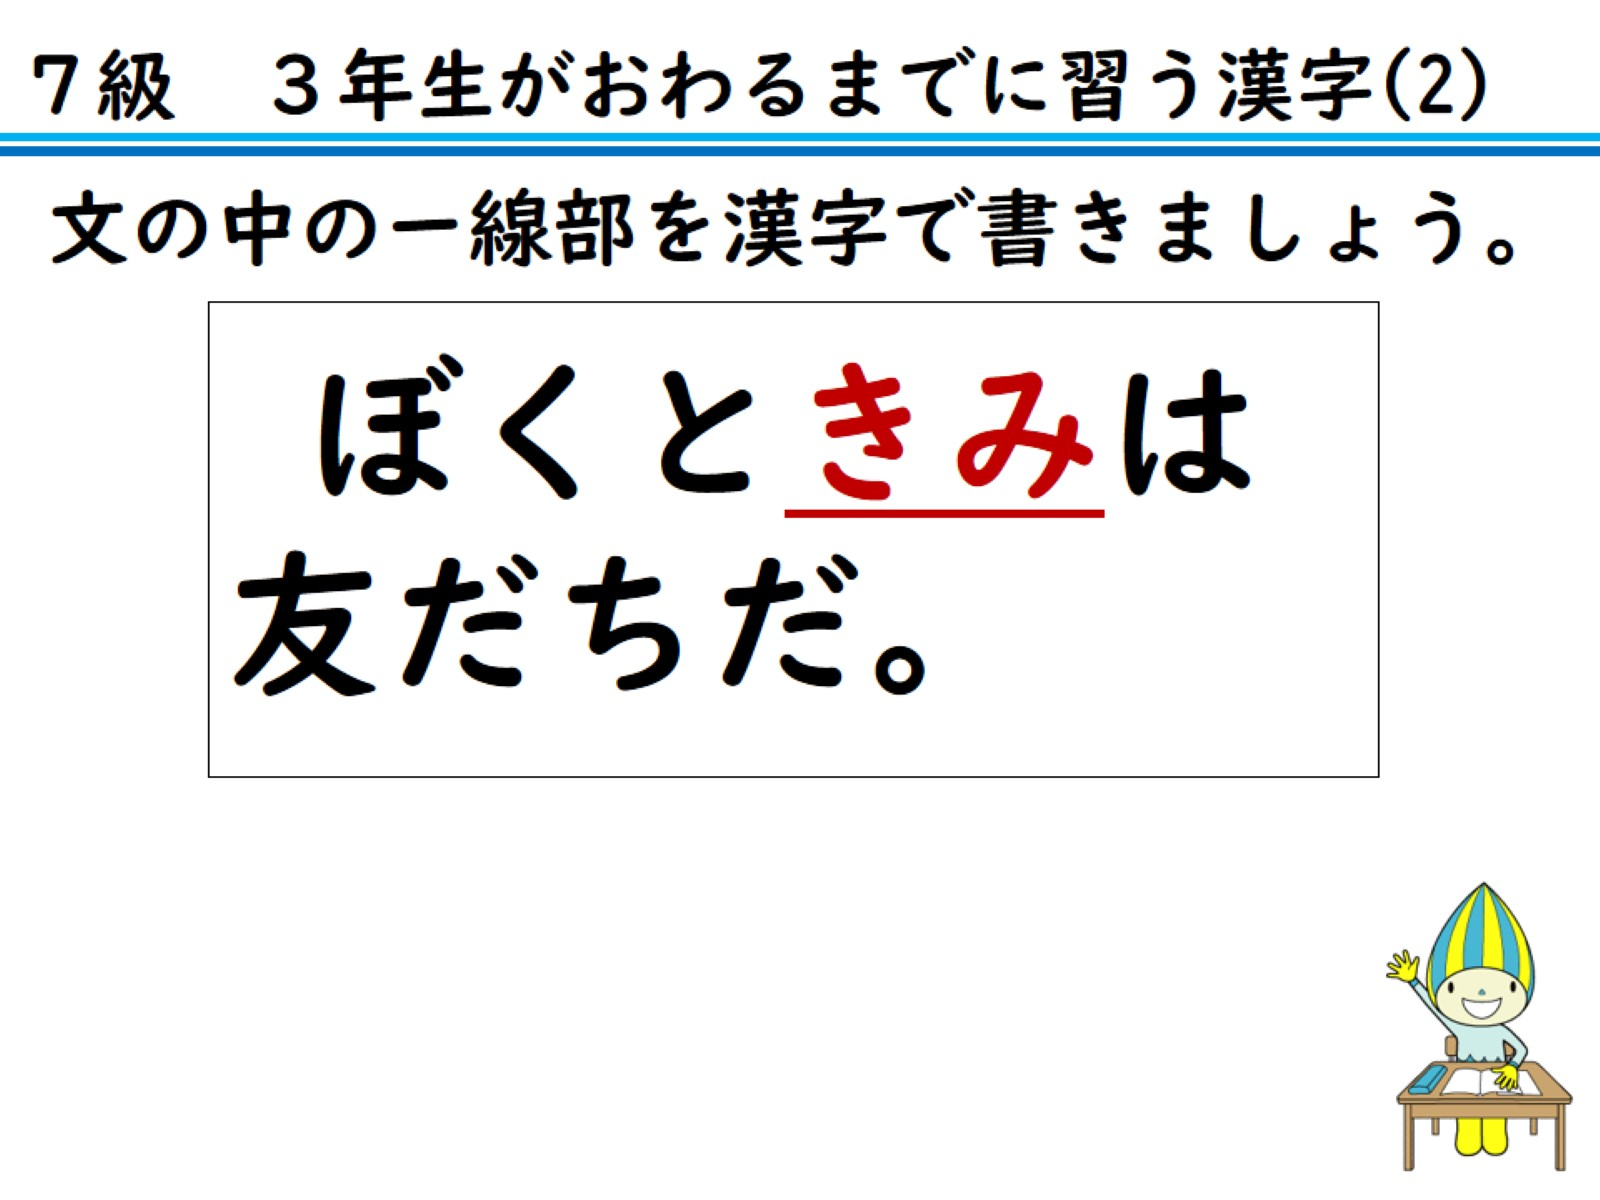 ７級　３年生がおわるまでに習う漢字(2)
文の中の一線部を漢字で書きましょう。
ぼくときみは
友だちだ。